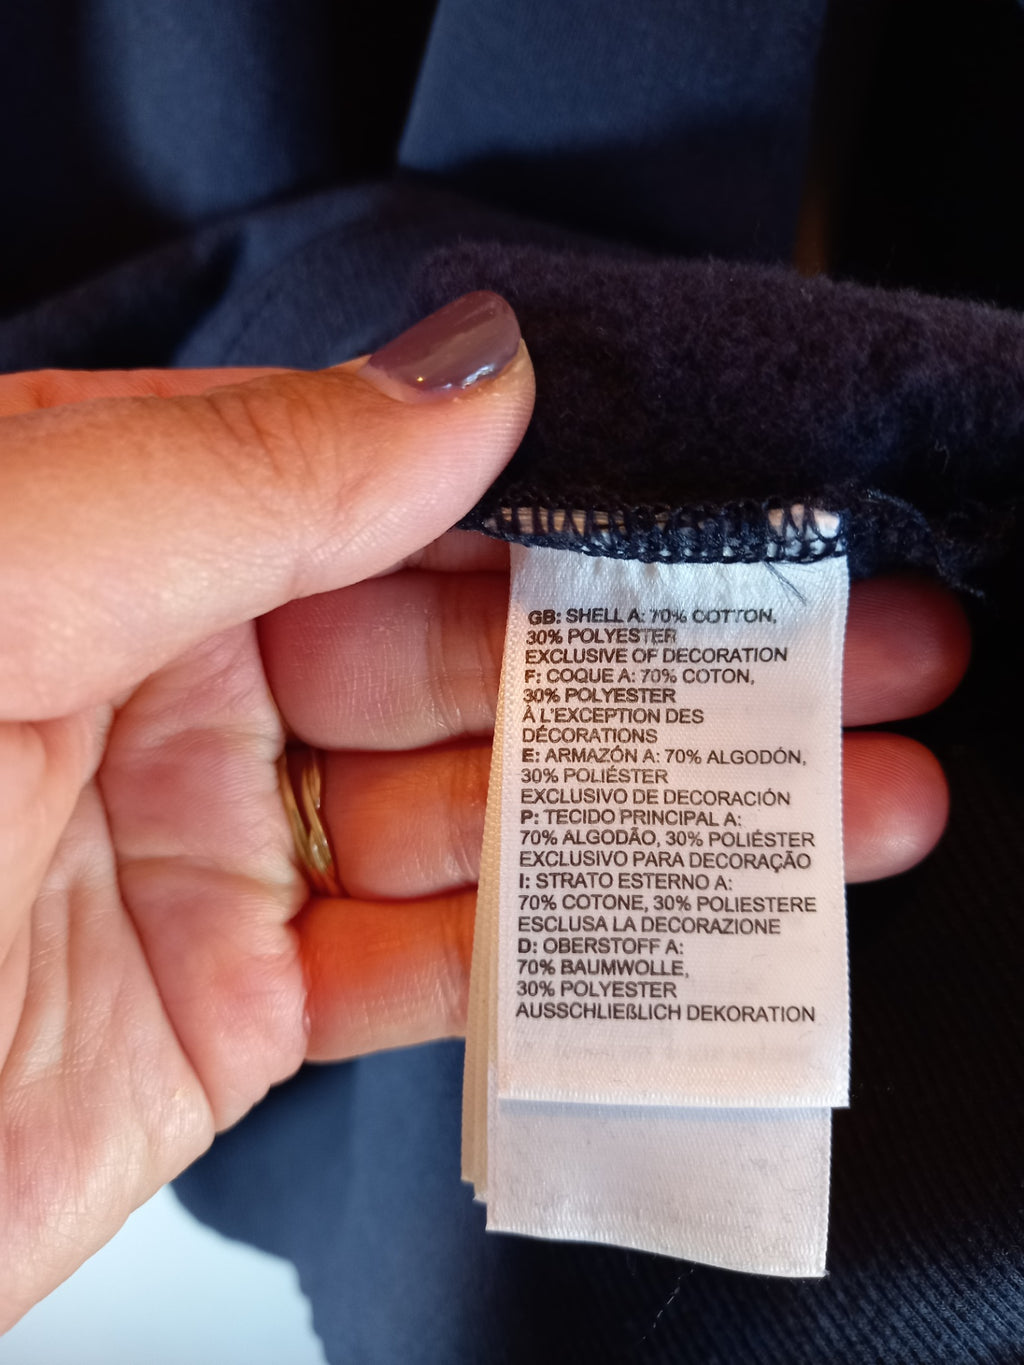 GB: SHELL A: 70% COTTON,
30% POLYESTER
EXCLUSIVE OF DECORATION
F: COQUE A: 70% COTON,
30% POLYESTER
À L'EXCEPTION DES
DÉCORATIONS
E: ARMAZÓN A: 70% ALGODÓN,
30% POLIÉSTER
EXCLUSIVO DE DECORACIÓN
P: TECIDO PRINCIPAL A:
70% ALGODÃO, 30% POLIÉSTER
EXCLUSIVO PARA DECORAÇÃO
I: STRATO ESTERNO A:
70% COTONE, 30% POLIESTERE
ESCLUSA LA DECORAZIONE
D: OBERSTOFF A:
70% BAUMWOLLE,
30% POLYESTER
AUSSCHLIEßLICH DEKORATION